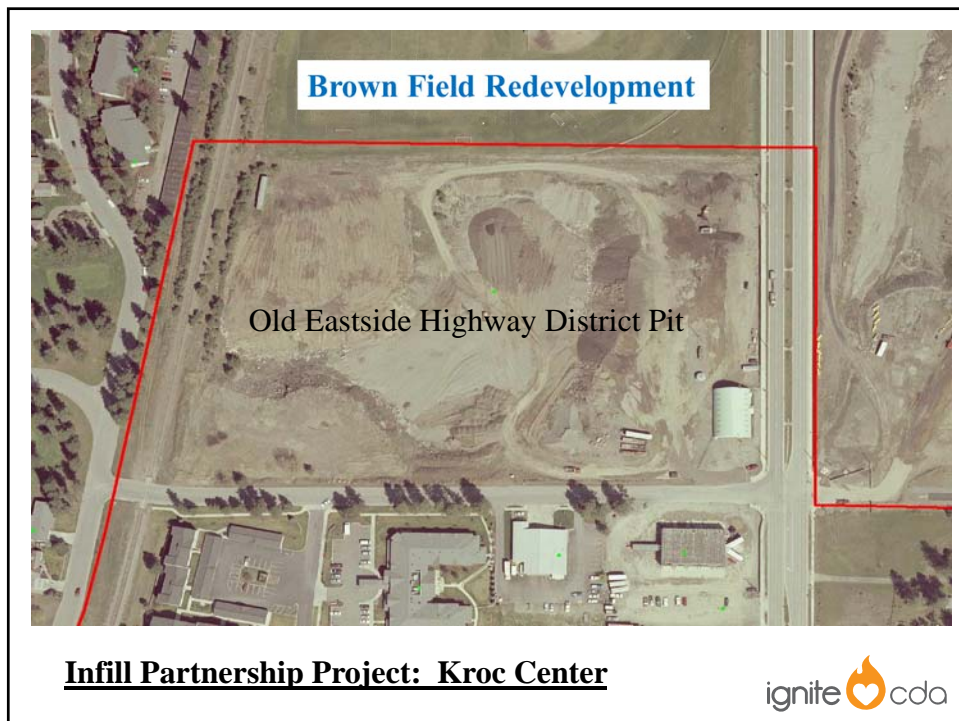 Brown Field Redevelopment
Old Eastside Highway District Pit
Infill Partnership Project: Kroc Center
ignite cda